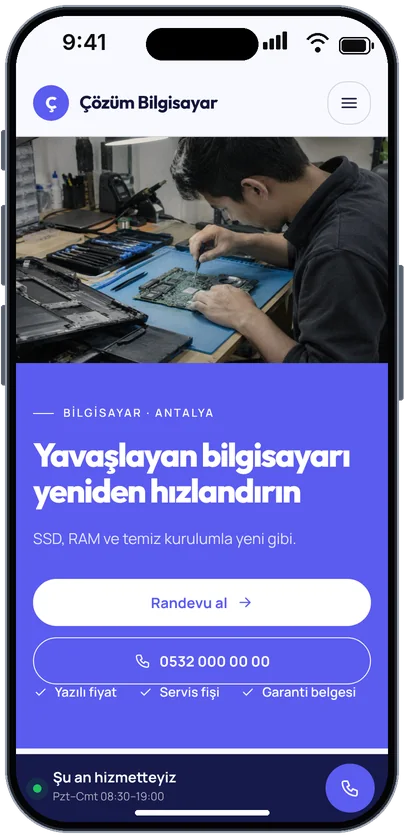 9:41
Ç Çözüm Bilgisayar
BİLGİSAYAR · ANTALYA
Yavaşlayan bilgisayarı
yeniden hızlandırın
SSD, RAM ve temiz kurulumla yeni gibi.
Randevu al →
0532 000 00 00
✓ Yazılı fiyat ✓ Servis fişi ✓ Garanti belgesi
Şu an hizmetteyiz
Pzt–Cmt 08:30–19:00